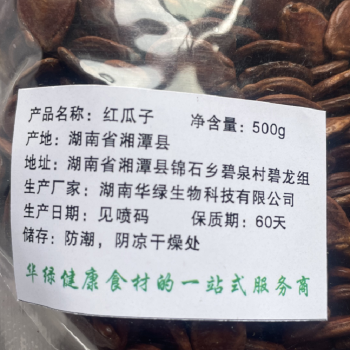 产品名称：红瓜子 净含量：500g
产地：湖南省湘潭县
地址：湖南省湘潭县锦石乡碧泉村碧龙组
生产厂家：湖南华绿生物科技有限公司
生产日期：见喷码 保质期：60天
储存：防潮，阴凉干燥处
华绿健康食材的一站式服务商